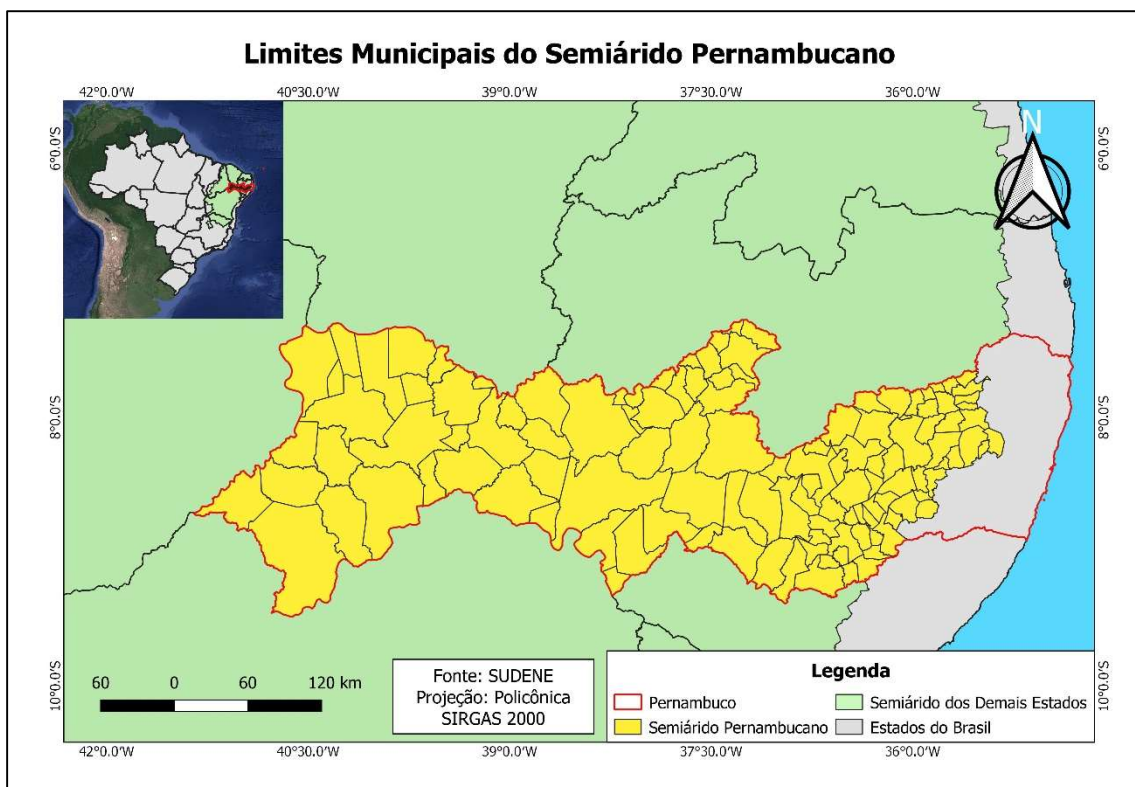 Limites Municipais do Semiárido Pernambucano
42°0.0'W 40°30.0'W 39°0.0'W 37°30.0'W 36°0.0'W
N
6°0.0'S 6°0.0'S
8°0.0'S 8°0.0'S
10°0.0'S 10°0.0'S
60 0 60 120 km
Fonte: SUDENE
Projeção: Policônica
SIRGAS 2000
Legenda
Pernambuco
Semiárido Pernambucano
Semiárido dos Demais Estados
Estados do Brasil
42°0.0'W 40°30.0'W 39°0.0'W 37°30.0'W 36°0.0'W